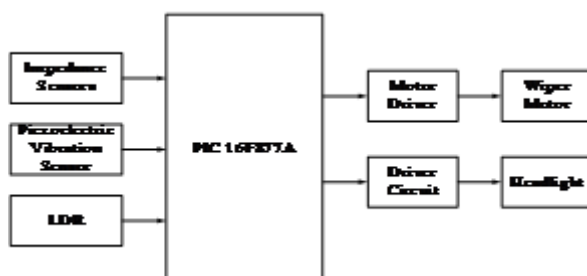 Impedance
Sensors
Piezoelectric
Vibration
Sensor
LDR
PIC 16F877A
Motor
Driver
Wiper
Motor
Driver
Circuit
Headlight